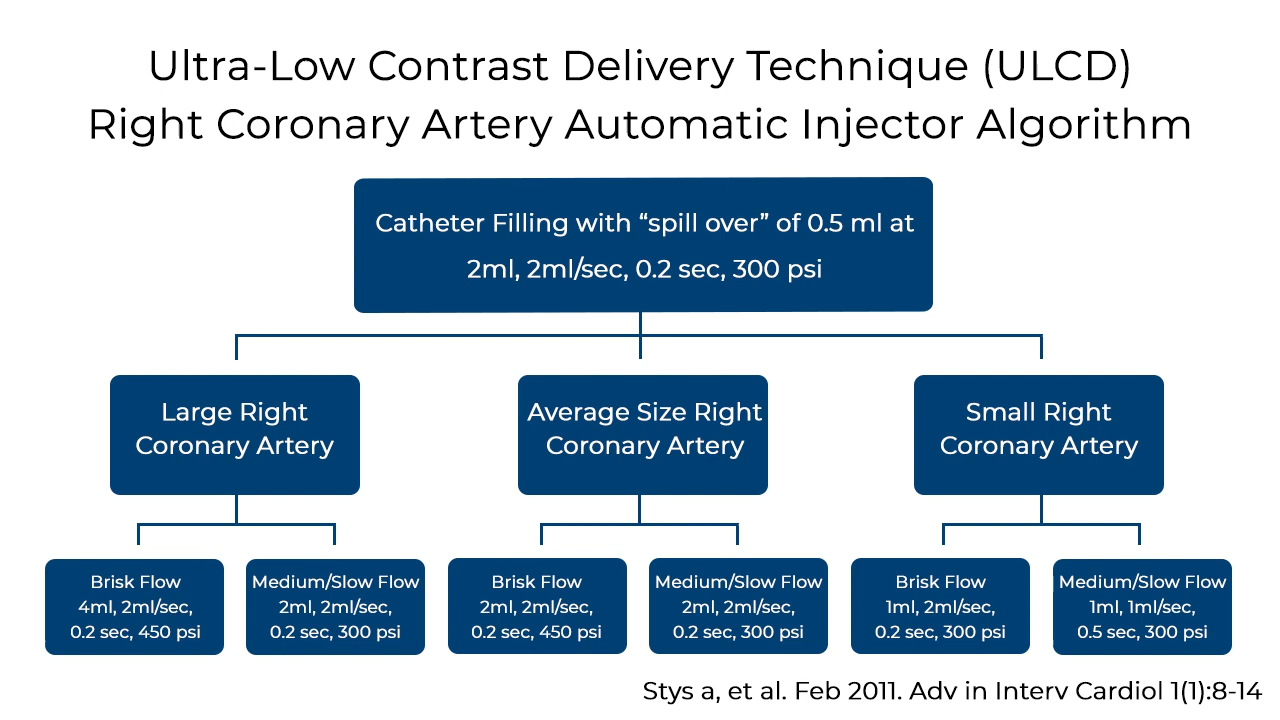 Ultra-Low Contrast Delivery Technique (ULCD)
Right Coronary Artery Automatic Injector Algorithm
Catheter Filling with “spill over” of 0.5 ml at
2ml, 2ml/sec, 0.2 sec, 300 psi
Large Right
Coronary Artery
Average Size Right
Coronary Artery
Small Right
Coronary Artery
Brisk Flow
4ml, 2ml/sec,
0.2 sec, 450 psi
Medium/Slow Flow
2ml, 2ml/sec,
0.2 sec, 300 psi
Brisk Flow
2ml, 2ml/sec,
0.2 sec, 450 psi
Medium/Slow Flow
2ml, 2ml/sec,
0.2 sec, 300 psi
Brisk Flow
1ml, 2ml/sec,
0.2 sec, 300 psi
Medium/Slow Flow
1ml, 1ml/sec,
0.5 sec, 300 psi
Stys a, et al. Feb 2011. Adv in Interv Cardiol 1(1):8-14